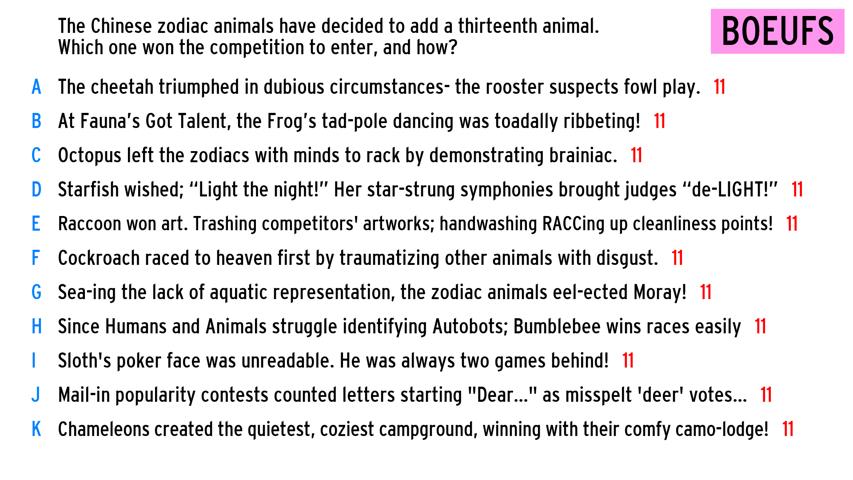 The Chinese zodiac animals have decided to add a thirteenth animal.
Which one won the competition to enter, and how?
BOEUFS
A The cheetah triumphed in dubious circumstances- the rooster suspects fowl play. 11
B At Fauna's Got Talent, the Frog's tad-pole dancing was toadally ribbeting! 11
C Octopus left the zodiacs with minds to rack by demonstrating brainiac. 11
D Starfish wished; “Light the night!” Her star-strung symphonies brought judges “de-LIGHT!” 11
E Raccoon won art. Trashing competitors' artworks; handwashing RACCing up cleanliness points! 11
F Cockroach raced to heaven first by traumatizing other animals with disgust. 11
G Sea-ing the lack of aquatic representation, the zodiac animals eel-ected Moray! 11
H Since Humans and Animals struggle identifying Autobots; Bumblebee wins races easily 11
I Sloth's poker face was unreadable. He was always two games behind! 11
J Mail-in popularity contests counted letters starting "Dear..." as misspelt 'deer' votes... 11
K Chameleons created the quietest, coziest campground, winning with their comfy camo-lodge! 11